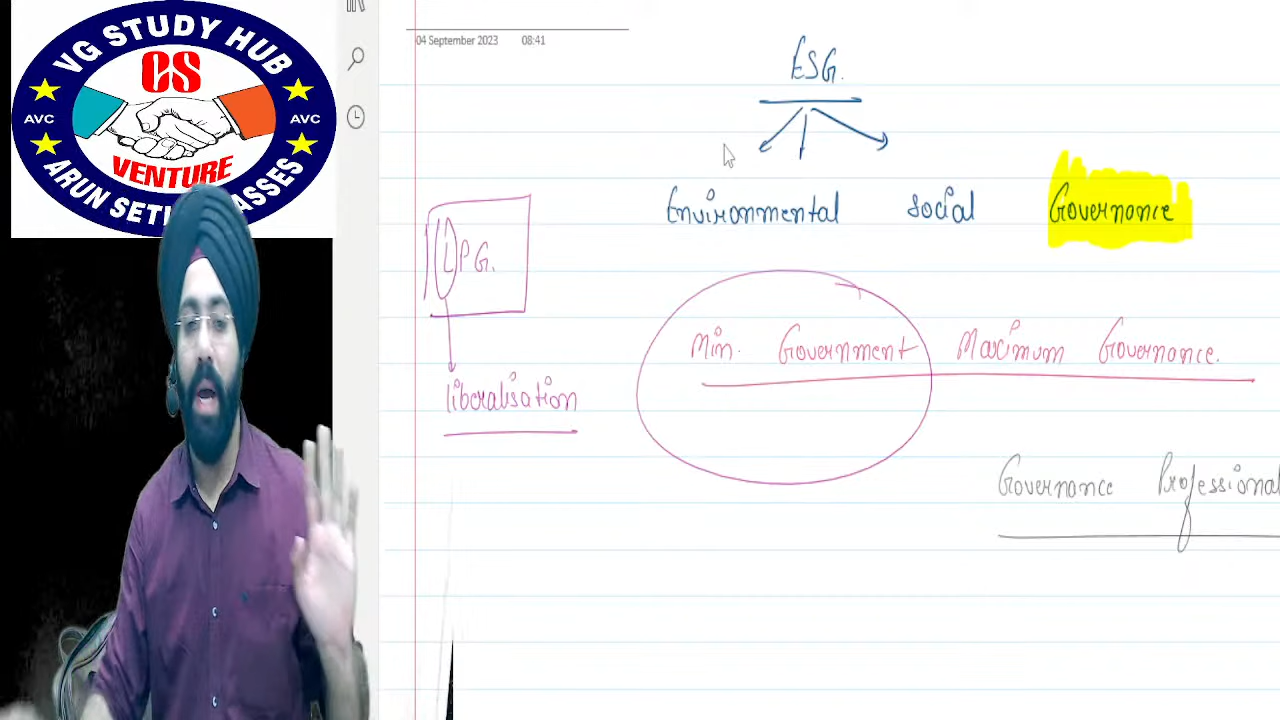 VG STUDY HUB
CS
AVC
AVC
VENTURE
ARUN SETH
ASSES
04 September 2023 08:41
ESG.
Environmental Social Governance
LPG.
Min. Government Maximum Governance.
liberalisation
Governance Professional